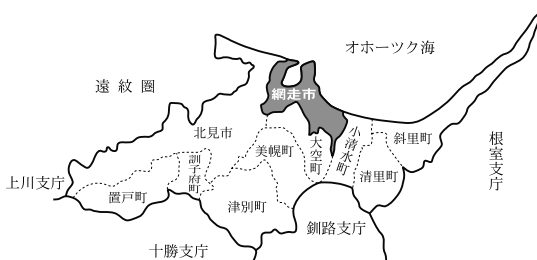 オホーツク海
遠紋圏
網走市
北見市
美幌町
大空町
小清水町
斜里町
清里町
根室支庁
訓子府町
置戸町
津別町
上川支庁
十勝支庁
釧路支庁